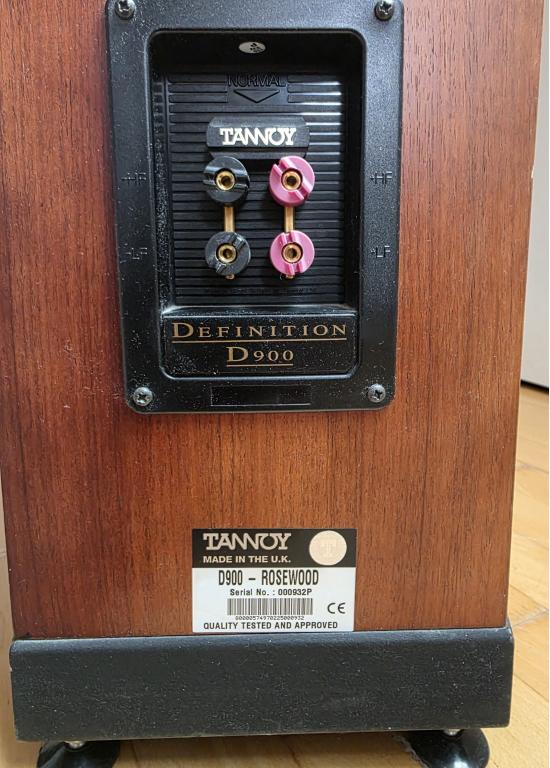 NORMAL
TANNOY
+HF +HF
-LF -LF
DEFINITION
D900
TANNOY
MADE IN THE U.K.
T
D900 - ROSEWOOD
Serial No. : 000932P
00000574970225000932
CE
QUALITY TESTED AND APPROVED